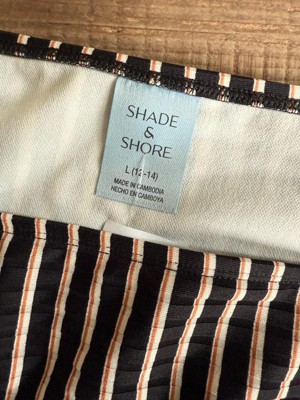 SHADE
&
SHORE
L (12-14)
MADE IN CAMBODIA
HECHO EN CAMBOYA